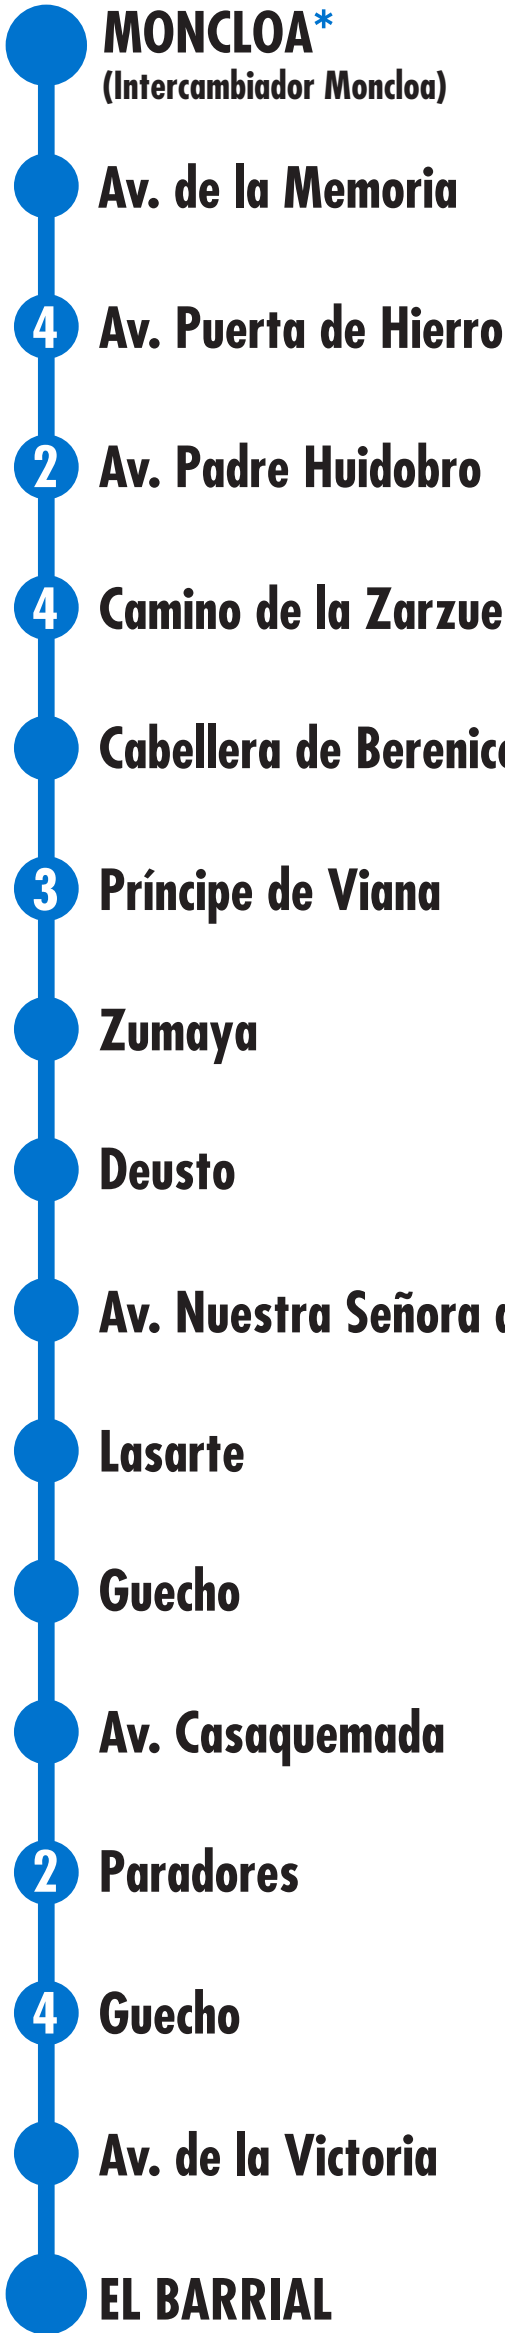 MONCLOA*
(Intercambiador Moncloa)
Av. de la Memoria
4 Av. Puerta de Hierro
2 Av. Padre Huidobro
4 Camino de la Zarzue
Cabellera de Berenice
3 Príncipe de Viana
Zumaya
Deusto
Av. Nuestra Señora
Lasarte
Guecho
Av. Casaquemada
2 Paradores
4 Guecho
Av. de la Victoria
EL BARRIAL